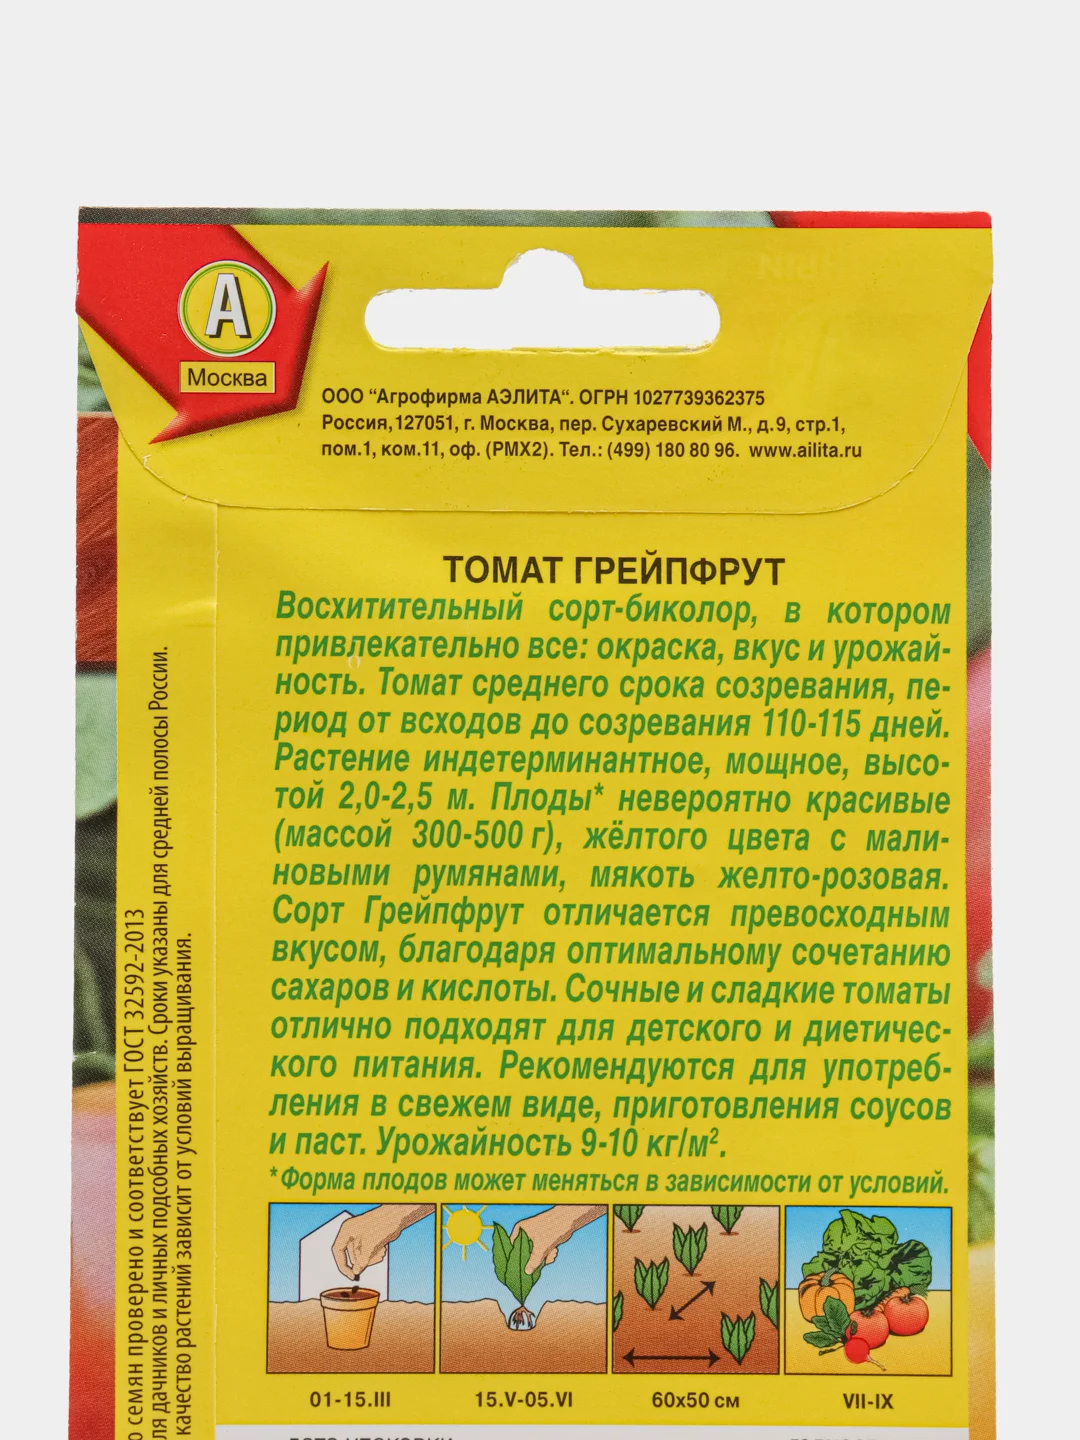 А
Москва
ООО “Агрофирма АЭЛИТА“. ОГРН 1027739362375
Россия,127051, г. Москва, пер. Сухаревский М., д.9, стр.1,
пом.1, ком.11, оф. (РМХ2). Тел.: (499) 180 80 96. www.ailita.ru
ТОМАТ ГРЕЙПФРУТ
Восхитительный сорт-биколор, в котором
привлекательно все: окраска, вкус и урожай-
ность. Томат среднего срока созревания, пе-
риод от всходов до созревания 110-115 дней.
Растение индетерминантное, мощное, высо-
той 2,0-2,5 м. Плоды* невероятно красивые
(массой 300-500 г), жёлтого цвета с мали-
новыми румянами, мякоть желто-розовая.
Сорт Грейпфрут отличается превосходным
вкусом, благодаря оптимальному сочетанию
сахаров и кислоты. Сочные и сладкие томаты
отлично подходят для детского и диетичес-
кого питания. Рекомендуются для употреб-
ления в свежем виде, приготовления соусов
и паст. Урожайность 9-10 кг/м².
*Форма плодов может меняться в зависимости от условий.
01-15.III
15.V-05.VI
60х50 см
VII-IX
семян проверено и соответствует ГОСТ 32592-2013
дачников и личных подсобных хозяйств. Сроки указаны для средней полосы России.
качество растений зависит от условий выращивания.